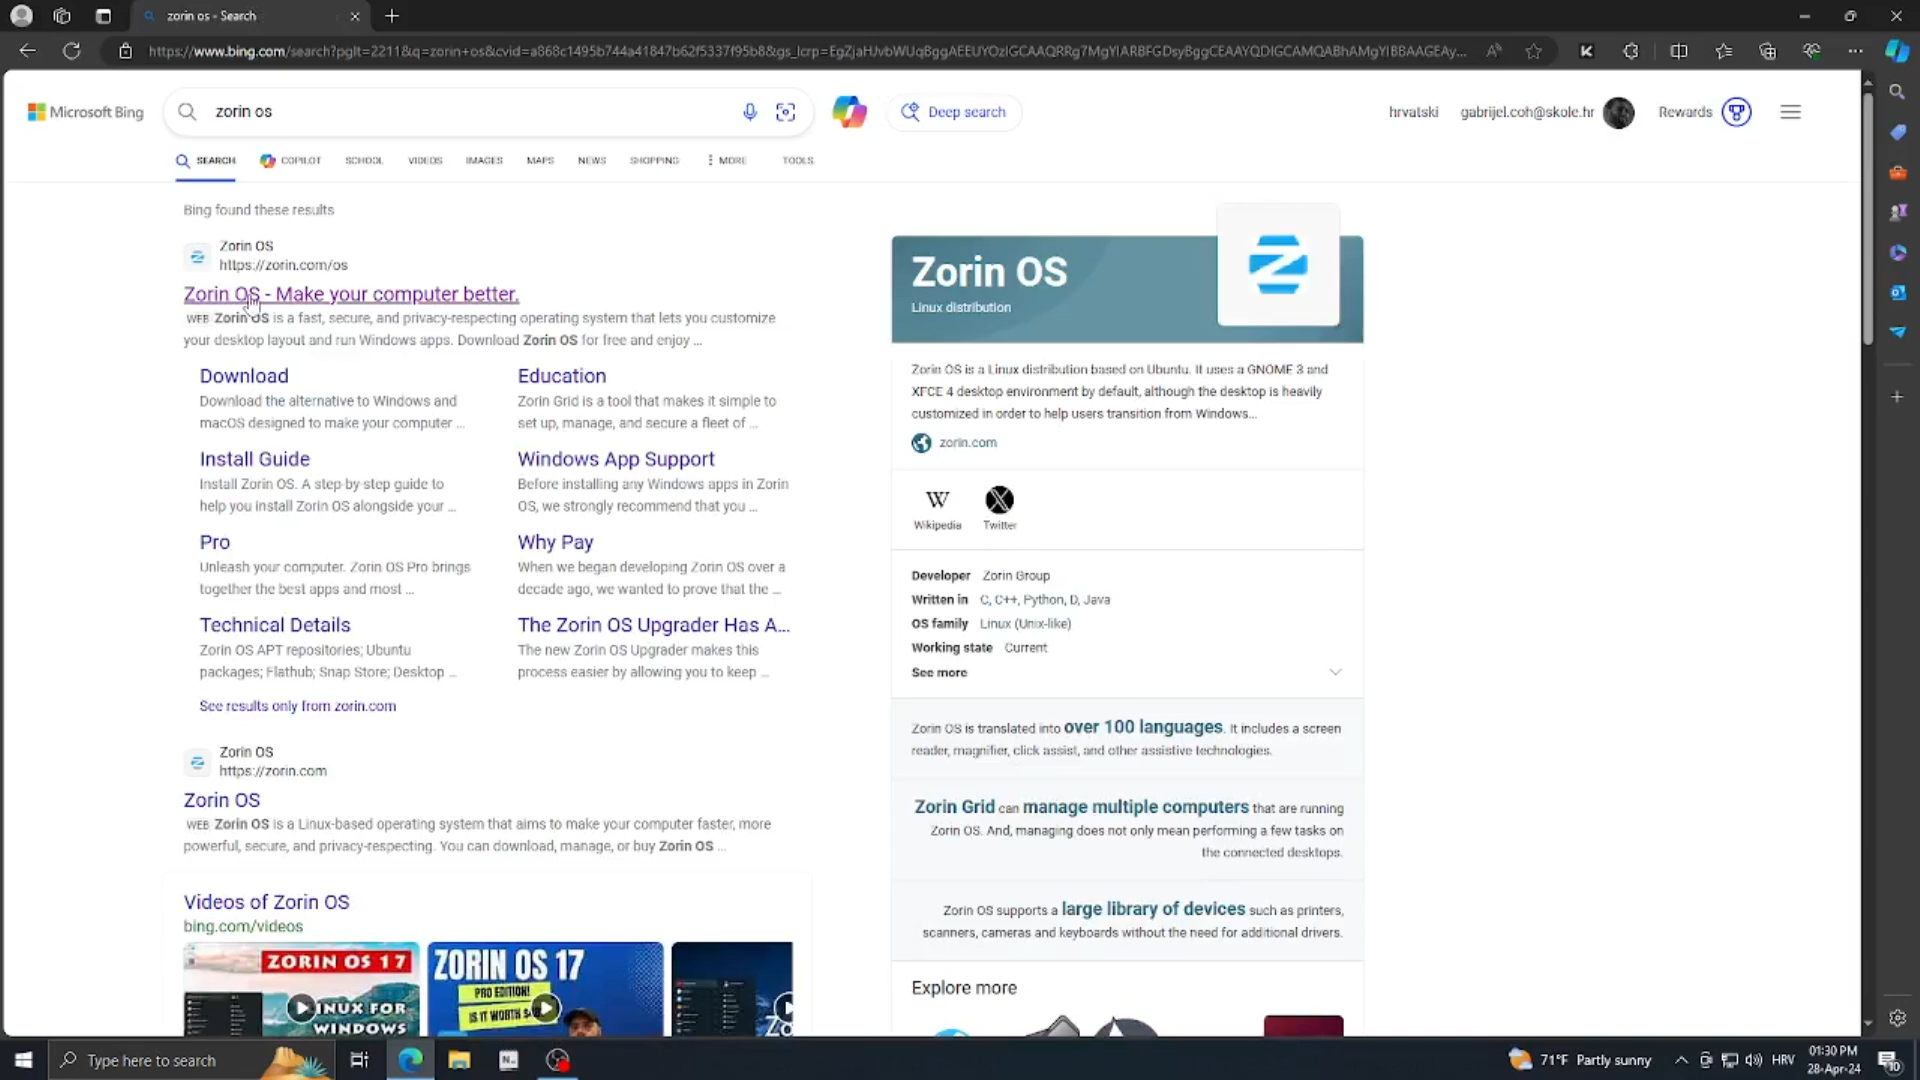 zorin os - Search
https://www.bing.com/search?pglt=2211&q=zorin+os&cvid=a868c1495b744a41847b62f5337f95b8&gs_lcrp=
Microsoft Bing
zorin os
Deep search
hrvatski
gabrijel.coh@skole.hr
Rewards
SEARCH
COPILOT
SCHOOL
VIDEOS
IMAGES
MAPS
NEWS
SHOPPING
MORE
TOOLS
Bing found these results
Zorin OS
https://zorin.com/os
Zorin OS - Make your computer better.
WEB Zorin OS is a fast, secure, and privacy-respecting operating system that lets you customize
your desktop layout and run Windows apps. Download Zorin OS for free and enjoy ...
Download
Download the alternative to Windows and
macOS designed to make your computer ...
Education
Zorin Grid is a tool that makes it simple to
set up, manage, and secure a fleet of ...
Install Guide
Install Zorin OS. A step-by-step guide to
help you install Zorin OS alongside your ...
Windows App Support
Before installing any Windows apps in Zorin
OS, we strongly recommend that you ...
Pro
Unleash your computer. Zorin OS Pro brings
together the best apps and most ...
Why Pay
When we began developing Zorin OS over a
decade ago, we wanted to prove that the ...
Technical Details
Zorin OS APT repositories; Ubuntu
packages; Flathub; Snap Store; Desktop ...
The Zorin OS Upgrader Has A...
The new Zorin OS Upgrader makes this
process easier by allowing you to keep ...
See results only from zorin.com
Zorin OS
https://zorin.com
Zorin OS
WEB Zorin OS is a Linux-based operating system that aims to make your computer faster, more
powerful, secure, and privacy-respecting. You can download, manage, or buy Zorin OS ...
Videos of Zorin OS
bing.com/videos
ZORIN OS 17
LINUX FOR
WINDOWS
ZORIN OS 17
PRO EDITION!
IS IT WORTH
Zorin OS
Linux distribution
Zorin OS is a Linux distribution based on Ubuntu. It uses a GNOME 3 and
XFCE 4 desktop environment by default, although the desktop is heavily
customized in order to help users transition from Windows...
zorin.com
W
Wikipedia
X
Twitter
Developer Zorin Group
Written in C, C++, Python, D, Java
OS family Linux (Unix-like)
Working state Current
See more
Zorin OS is translated into over 100 languages. It includes a screen
reader, magnifier, click assist, and other assistive technologies.
Zorin Grid can manage multiple computers that are running
Zorin OS. And, managing does not only mean performing a few tasks on
the connected desktops.
Zorin OS supports a large library of devices such as printers,
scanners, cameras and keyboards without the need for additional drivers.
Explore more
Type here to search
71°F Partly sunny
HRV
01:30 PM
28-Apr-24
10